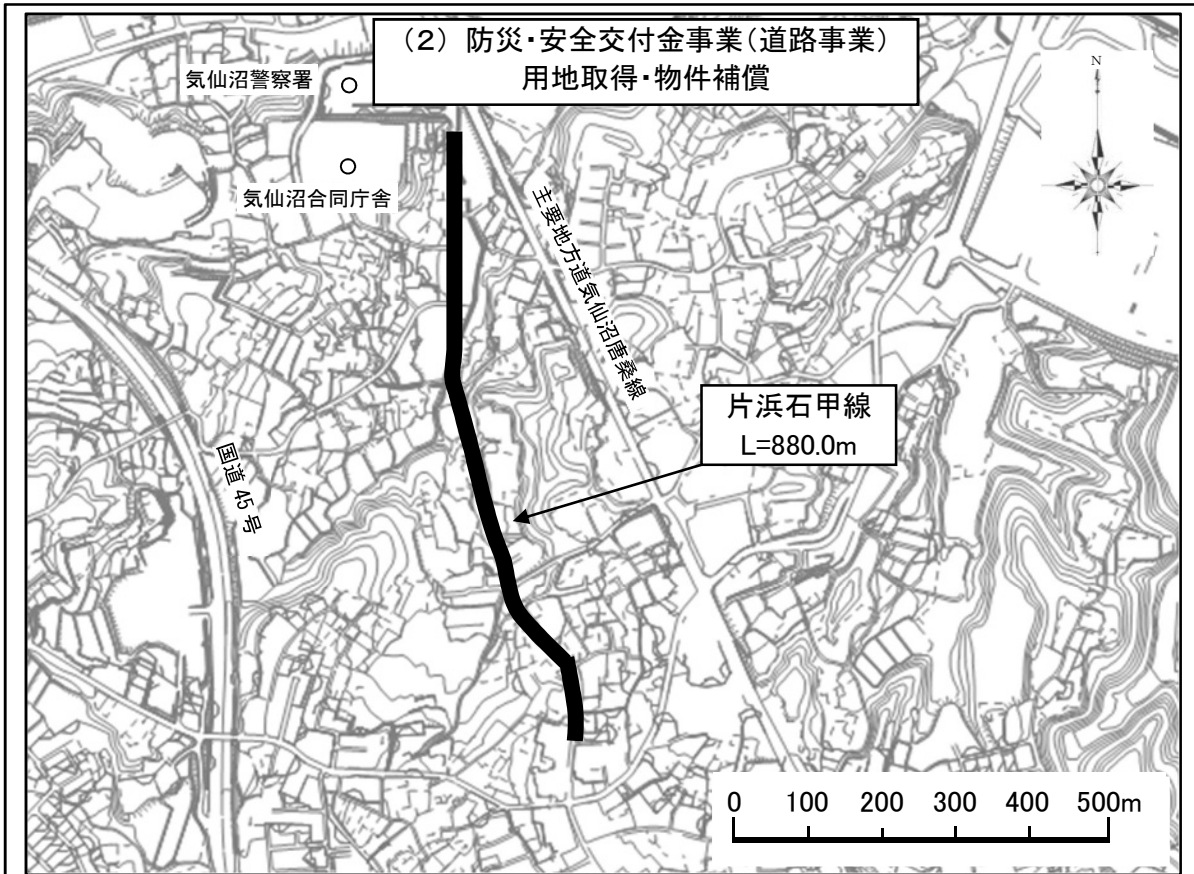 （2）防災・安全交付金事業（道路事業）
用地取得・物件補償
気仙沼警察署
気仙沼合同庁舎
N
主要地方道気仙沼唐桑線
片浜石甲線
L=880.0m
国道45号
0 100 200 300 400 500m